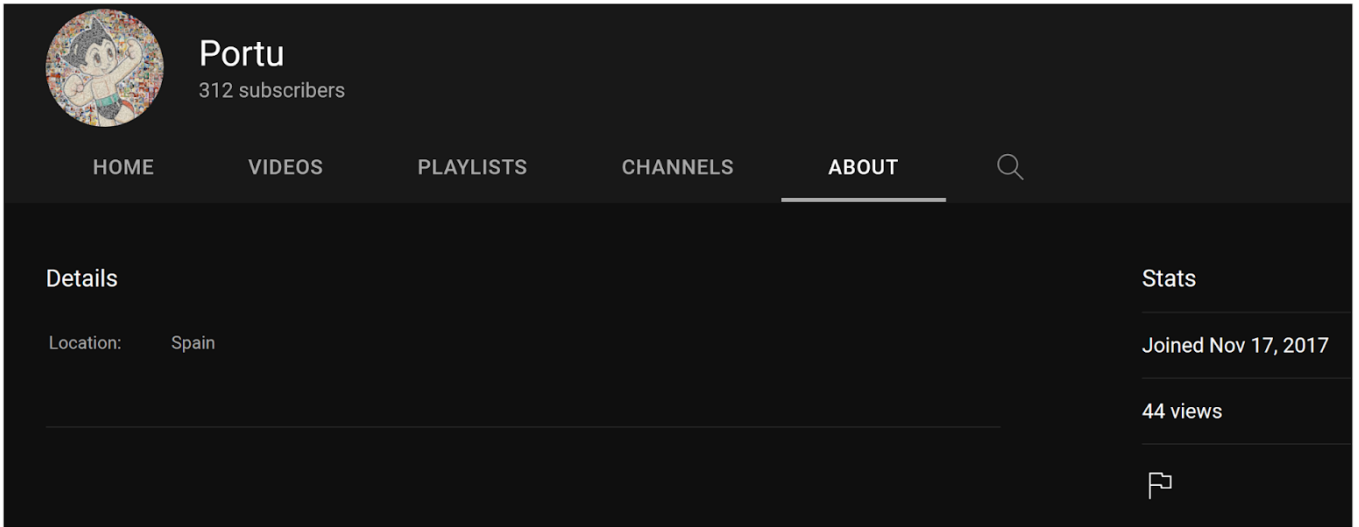 Portu
312 subscribers
HOME VIDEOS PLAYLISTS CHANNELS ABOUT
Details
Location: Spain
Stats
Joined Nov 17, 2017
44 views